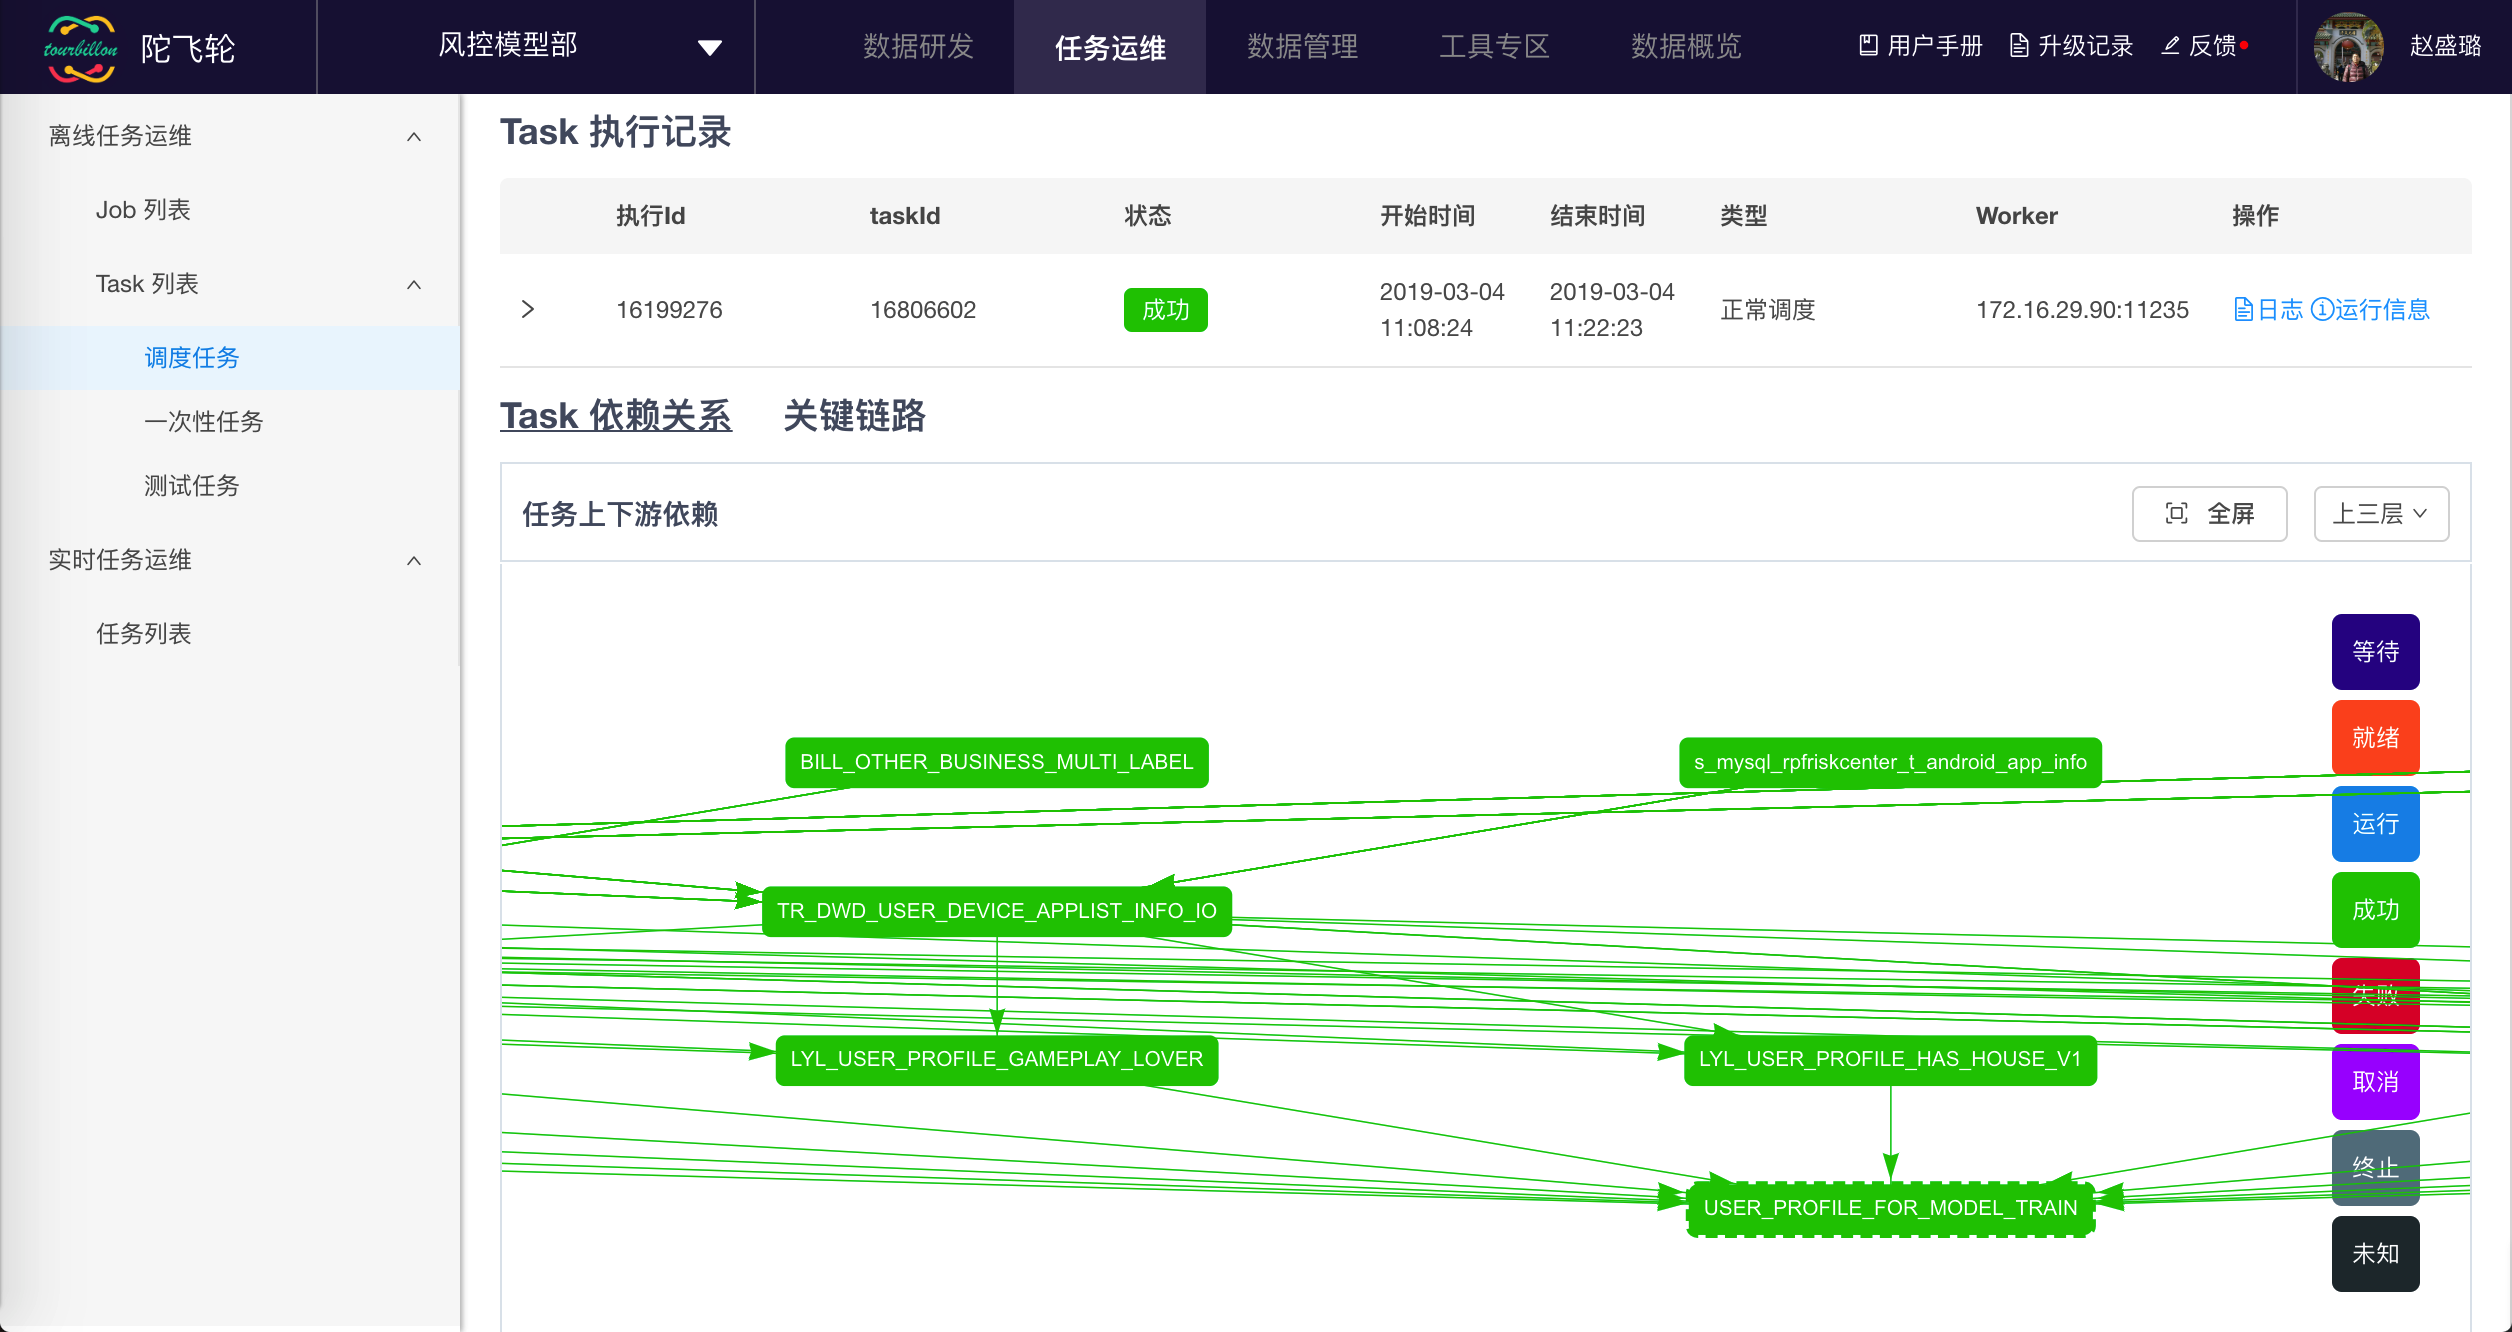 tourbillon 陀飞轮 风控模型部 数据研发 任务运维 数据管理 工具专区 数据概览 用户手册 升级记录 反馈 赵盛璐
离线任务运维
Job 列表
Task 列表
调度任务
一次性任务
测试任务
实时任务运维
任务列表
Task 执行记录
执行Id taskId 状态 开始时间 结束时间 类型 Worker 操作
16199276 16806602 成功 2019-03-04 11:08:24 2019-03-04 11:22:23 正常调度 172.16.29.90:11235 日志 运行信息
Task 依赖关系 关键链路
任务上下游依赖 全屏 上三层
等待
就绪
运行
成功
失败
取消
终止
未知
BILL_OTHER_BUSINESS_MULTI_LABEL s_mysql_rpfriskcenter_t_android_app_info
TR_DWD_USER_DEVICE_APPLIST_INFO_IO
LYL_USER_PROFILE_GAMEPLAY_LOVER LYL_USER_PROFILE_HAS_HOUSE_V1
USER_PROFILE_FOR_MODEL_TRAIN